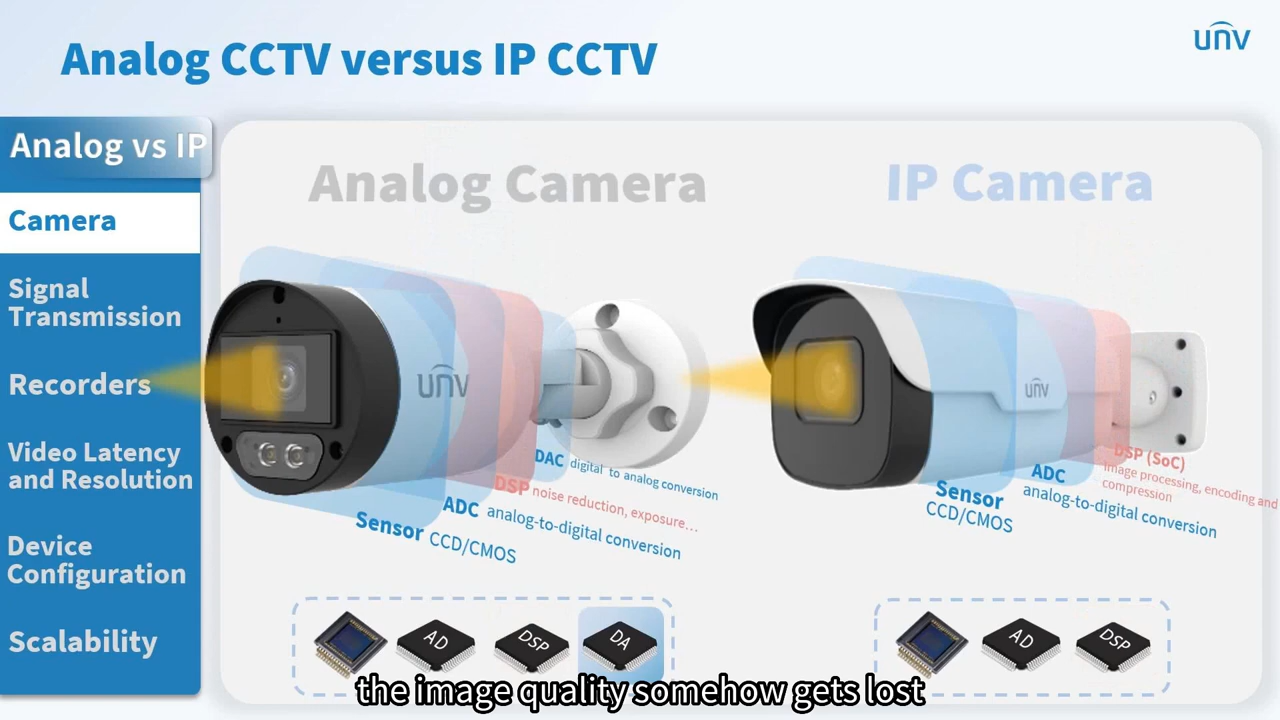 Analog CCTV versus IP CCTV
unv
Analog vs IP
Camera
Signal
Transmission
Recorders
Video Latency
and Resolution
Device
Configuration
Scalability
Analog Camera
IP Camera
unv
unv
DAC digital to analog conversion
DSP noise reduction, exposure...
ADC analog-to-digital conversion
Sensor CCD/CMOS
DSP (SoC)
image processing, encoding and
compression
ADC
analog-to-digital conversion
Sensor
CCD/CMOS
AD
DSP
DA
AD
DSP
the image quality somehow gets lost